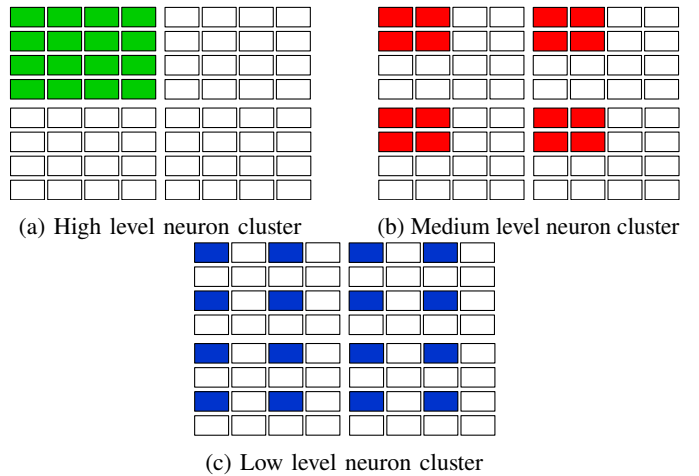 (a) High level neuron cluster
(b) Medium level neuron cluster
(c) Low level neuron cluster